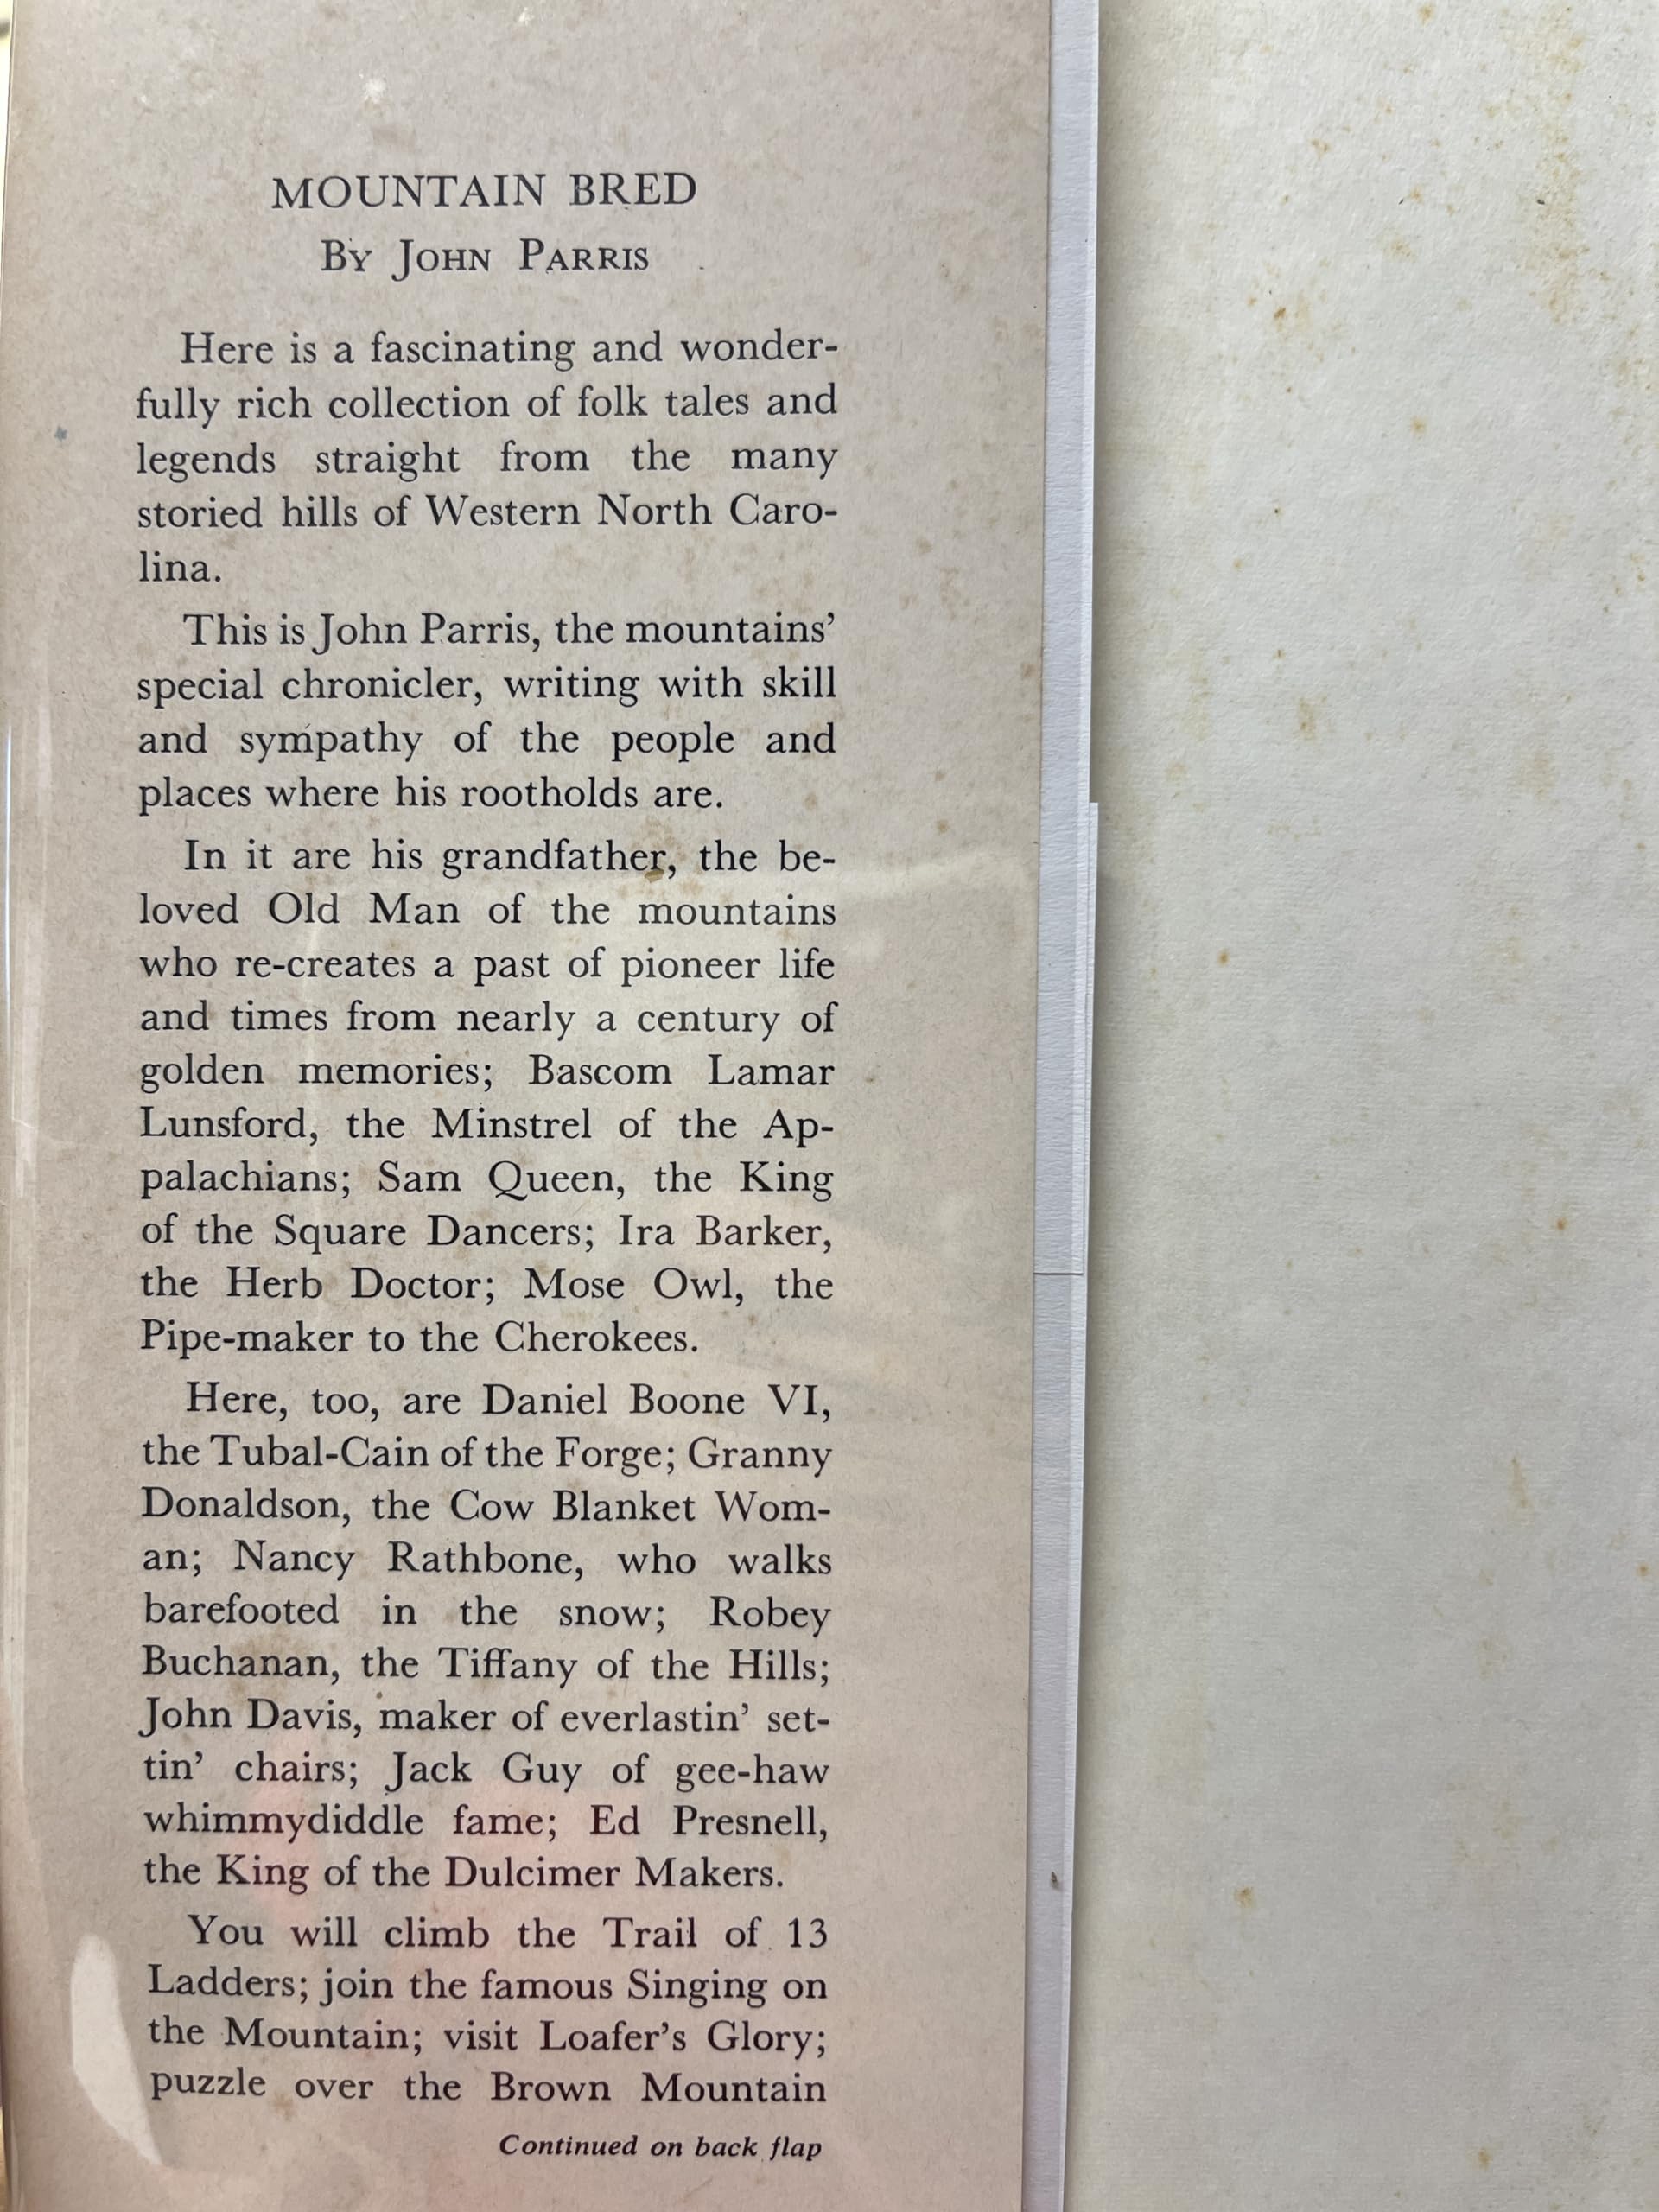 MOUNTAIN BRED
By John Parris
Here is a fascinating and wonder-
fully rich collection of folk tales and
legends straight from the many
storied hills of Western North Caro-
lina.
This is John Parris, the mountains’
special chronicler, writing with skill
and sympathy of the people and
places where his rootholds are.
In it are his grandfather, the be-
loved Old Man of the mountains
who re-creates a past of pioneer life
and times from nearly a century of
golden memories; Bascom Lamar
Lunsford, the Minstrel of the Ap-
palachians; Sam Queen, the King
of the Square Dancers; Ira Barker,
the Herb Doctor; Mose Owl, the
Pipe-maker to the Cherokees.
Here, too, are Daniel Boone VI,
the Tubal-Cain of the Forge; Granny
Donaldson, the Cow Blanket Wom-
an; Nancy Rathbone, who walks
barefooted in the snow; Robey
Buchanan, the Tiffany of the Hills;
John Davis, maker of everlastin’ set-
tin’ chairs; Jack Guy of gee-haw
whimmydiddle fame; Ed Presnell,
the King of the Dulcimer Makers.
You will climb the Trail of 13
Ladders; join the famous Singing on
the Mountain; visit Loafer’s Glory;
puzzle over the Brown Mountain
Continued on back flap